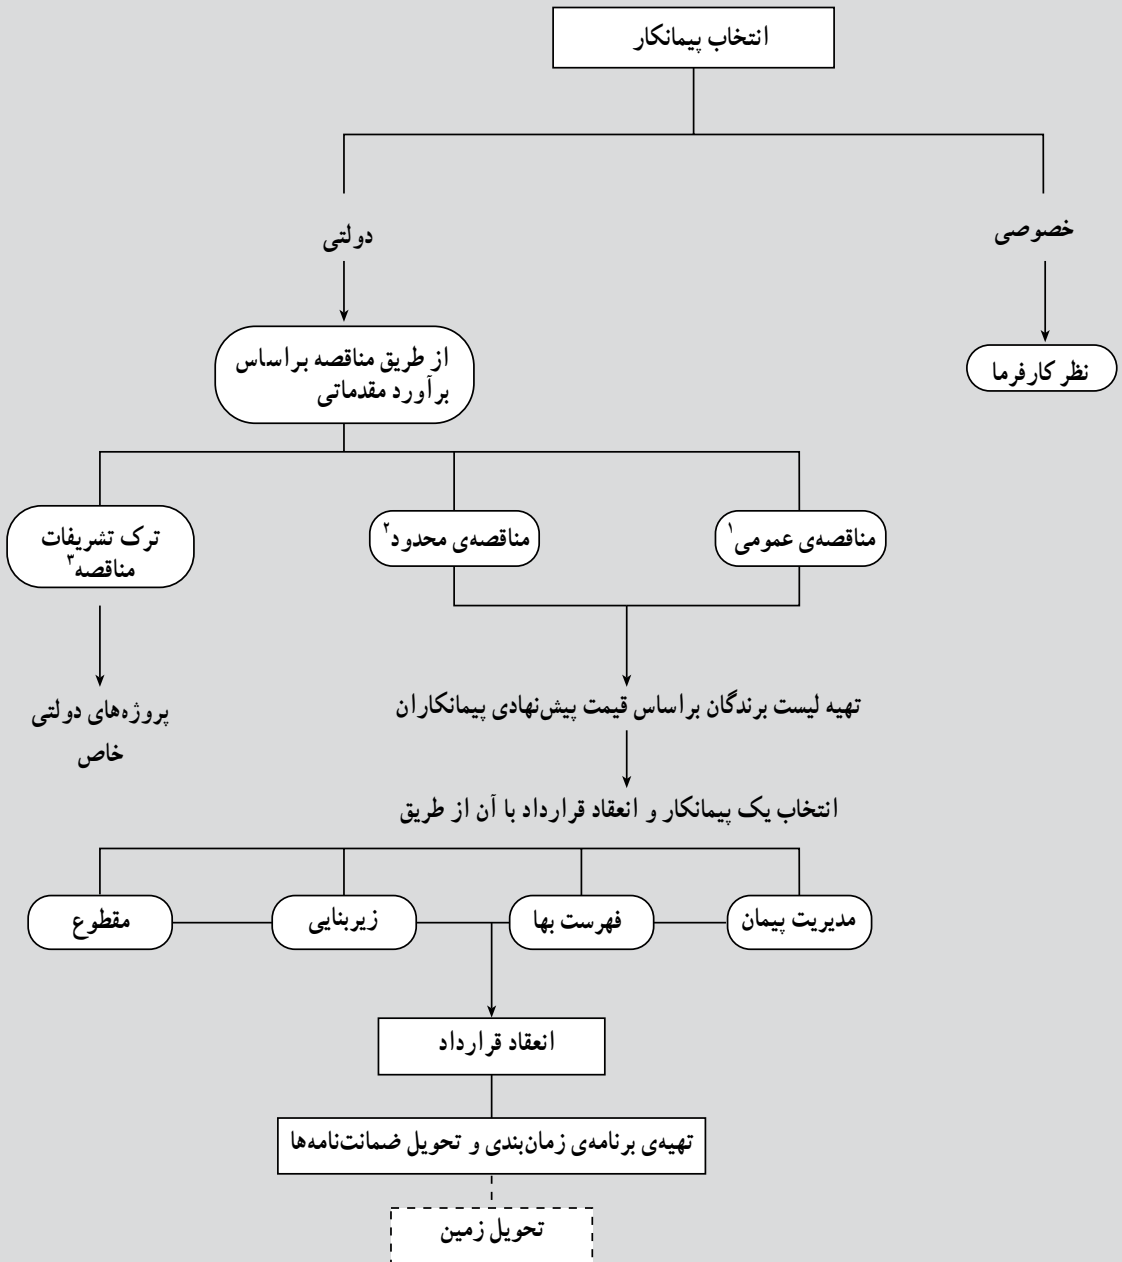 انتخاب پیمانکار
خصوصی
دولتی
نظر کارفرما
از طریق مناقصه براساس
برآورد مقدماتی
مناقصه‌ی عمومی۱
مناقصه‌ی محدود۲
ترک تشریفات
مناقصه۳
تهیه لیست برندگان براساس قیمت پیش‌نهادی پیمانکاران
پروژه‌های دولتی
خاص
انتخاب یک پیمانکار و انعقاد قرارداد با آن از طریق
مدیریت پیمان
فهرست بها
زیربنایی
مقطوع
انعقاد قرارداد
تهیه‌ی برنامه‌ی زمان‌بندی و تحویل ضمانت‌نامه‌ها
تحویل زمین